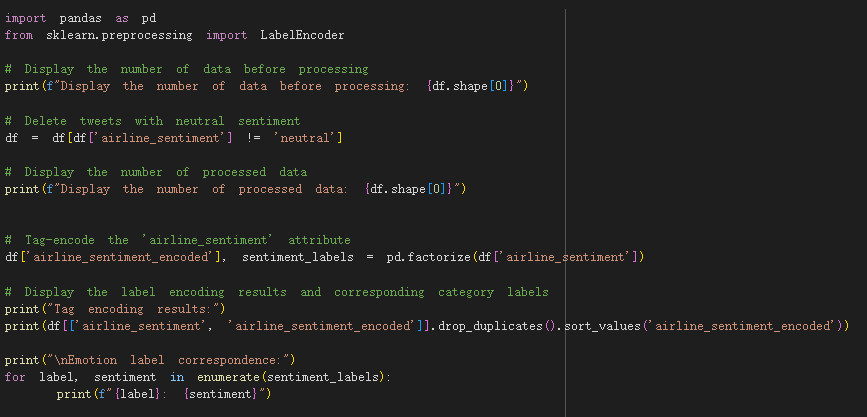 import pandas as pd
from sklearn.preprocessing import LabelEncoder
# Display the number of data before processing
print(f"Display the number of data before processing: {df.shape[0]}")
# Delete tweets with neutral sentiment
df = df[df['airline_sentiment'] != 'neutral']
# Display the number of processed data
print(f"Display the number of processed data: {df.shape[0]}")
# Tag-encode the 'airline_sentiment' attribute
df['airline_sentiment_encoded'], sentiment_labels = pd.factorize(df['airline_sentiment'])
# Display the label encoding results and corresponding category labels
print("Tag encoding results:")
print(df[['airline_sentiment', 'airline_sentiment_encoded']].drop_duplicates().sort_values('airline_sentiment_encoded'))
print("\nEmotion label correspondence:")
for label, sentiment in enumerate(sentiment_labels):
    print(f"{label}: {sentiment}")